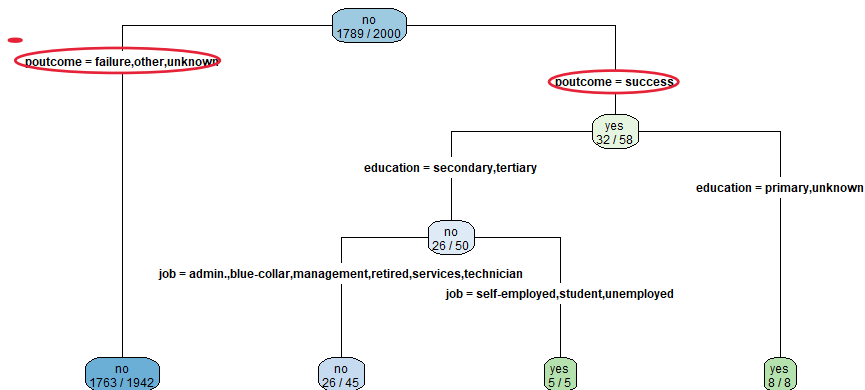 no
1789 / 2000
poutcome = failure,other,unknown
poutcome = success
yes
32 / 58
education = secondary,tertiary
education = primary,unknown
no
26 / 50
job = admin.,blue-collar,management,retired,services,technician
job = self-employed,student,unemployed
no
1763 / 1942
no
26 / 45
yes
5 / 5
yes
8 / 8